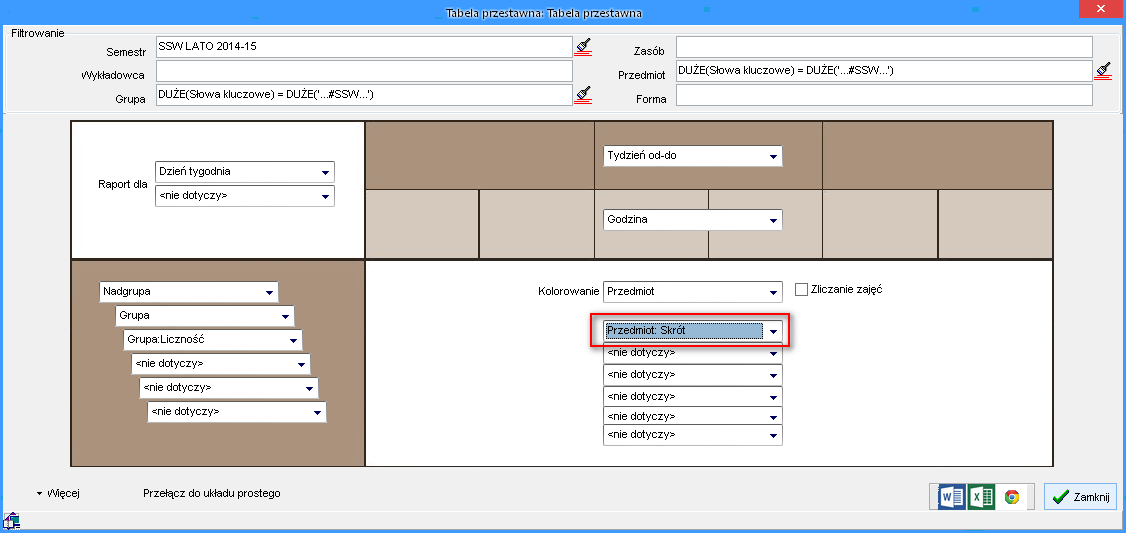 Tabela przestawna: Tabela przestawna
Filtrowanie
Semestr SSW LATO 2014-15
Zasób
Wykładowca
Przedmiot DUŻE(Słowa kluczowe) = DUŻE('...#SSW...')
Grupa DUŻE(Słowa kluczowe) = DUŻE('...#SSW...')
Forma
Raport dla Dzień tygodnia
<nie dotyczy>
Tydzień od-do
Godzina
Nadgrupa
Grupa
Grupa:Liczność
<nie dotyczy>
<nie dotyczy>
<nie dotyczy>
Kolorowanie Przedmiot
Zliczanie zajęć
Przedmiot: Skrót
<nie dotyczy>
<nie dotyczy>
<nie dotyczy>
<nie dotyczy>
<nie dotyczy>
Więcej
Przełącz do układu prostego
Zamknij